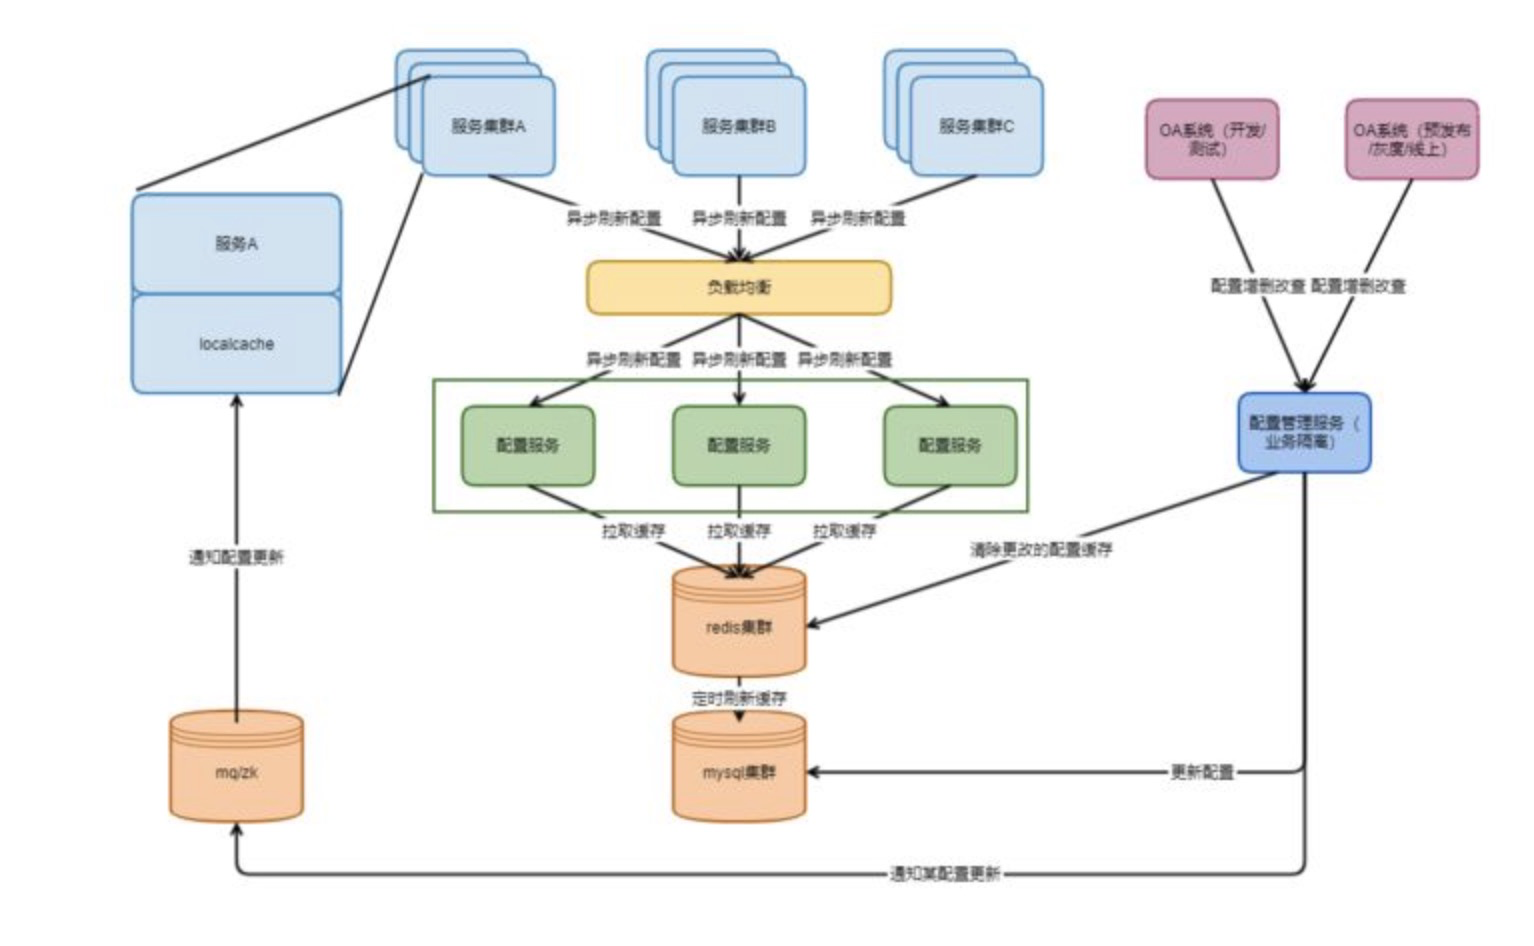 服务集群A
服务集群B
服务集群C
OA系统（开发/
测试）
OA系统（预发布
/灰度/线上）
异步刷新配置
异步刷新配置
异步刷新配置
服务A
负载均衡
配置增删改查
配置增删改查
localcache
异步刷新配置
异步刷新配置
异步刷新配置
配置服务
配置服务
配置服务
配置管理服务（
业务隔离）
拉取缓存
拉取缓存
拉取缓存
清除更改的配置缓存
通知配置更新
redis集群
定时刷新缓存
mq/zk
mysql集群
更新配置
通知某配置更新